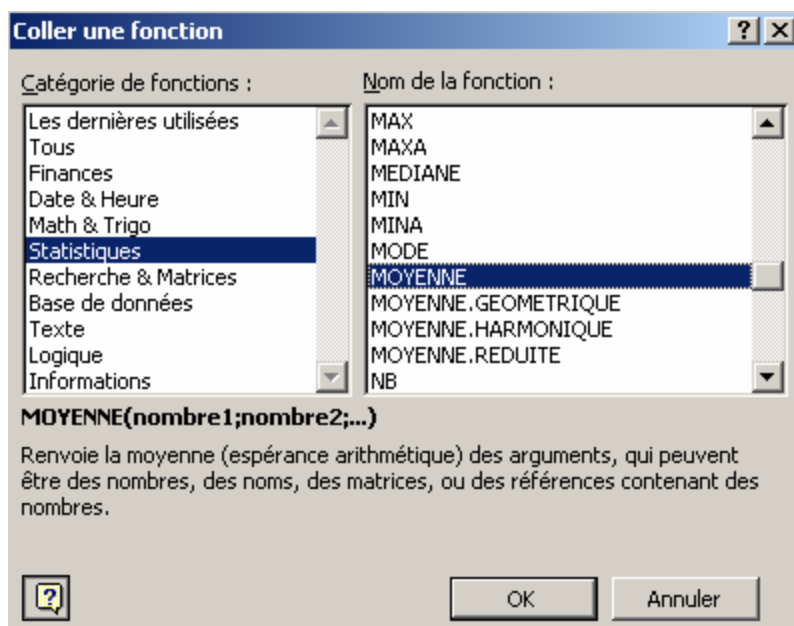 Coller une fonction
Catégorie de fonctions :
Les dernières utilisées
Tous
Finances
Date & Heure
Math & Trigo
Statistiques
Recherche & Matrices
Base de données
Texte
Logique
Informations
Nom de la fonction :
MAX
MAXA
MEDIANE
MIN
MINA
MODE
MOYENNE
MOYENNE.GEOMETRIQUE
MOYENNE.HARMONIQUE
MOYENNE.REDUITE
NB
MOYENNE(nombre1;nombre2;...)
Renvoie la moyenne (espérance arithmétique) des arguments, qui peuvent
être des nombres, des noms, des matrices, ou des références contenant des
nombres.
OK
Annuler